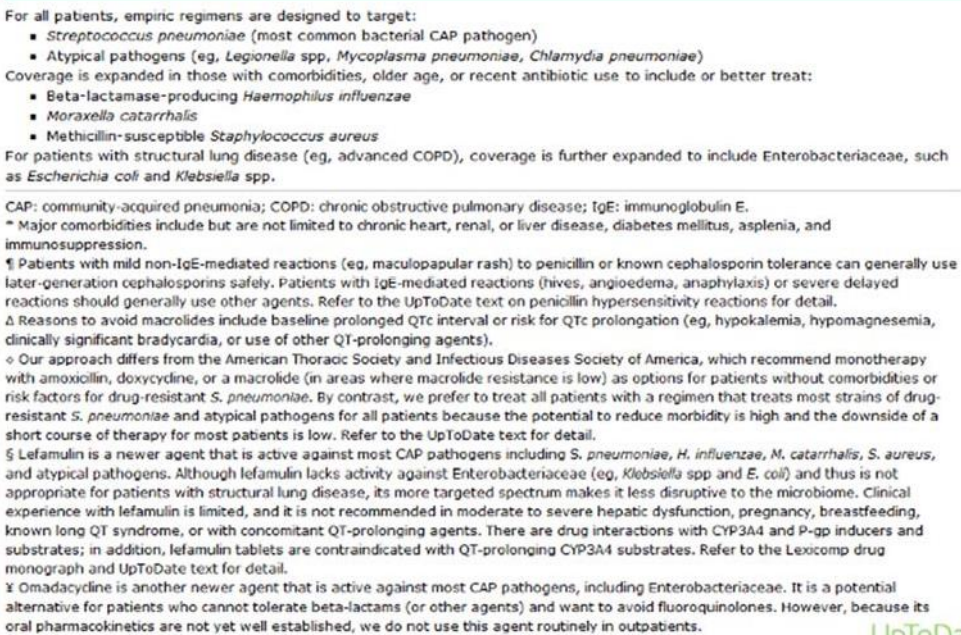 For all patients, empiric regimens are designed to target:
▪ Streptococcus pneumoniae (most common bacterial CAP pathogen)
▪ Atypical pathogens (eg, Legionella spp, Mycoplasma pneumoniae, Chlamydia pneumoniae)
Coverage is expanded in those with comorbidities, older age, or recent antibiotic use to include or better treat:
▪ Beta-lactamase-producing Haemophilus influenzae
▪ Moraxella catarrhalis
▪ Methicillin-susceptible Staphylococcus aureus
For patients with structural lung disease (eg, advanced COPD), coverage is further expanded to include Enterobacteriaceae, such
as Escherichia coli and Klebsiella spp.
CAP: community-acquired pneumonia; COPD: chronic obstructive pulmonary disease; IgE: immunoglobulin E.
* Major comorbidities include but are not limited to chronic heart, renal, or liver disease, diabetes mellitus, asplenia, and
immunosuppression.
¶ Patients with mild non-IgE-mediated reactions (eg, maculopapular rash) to penicillin or known cephalosporin tolerance can generally use
later-generation cephalosporins safely. Patients with IgE-mediated reactions (hives, angioedema, anaphylaxis) or severe delayed
reactions should generally use other agents. Refer to the UpToDate text on penicillin hypersensitivity reactions for detail.
Δ Reasons to avoid macrolides include baseline prolonged QTc interval or risk for QTc prolongation (eg, hypokalemia, hypomagnesemia,
clinically significant bradycardia, or use of other QT-prolonging agents).
◊ Our approach differs from the American Thoracic Society and Infectious Diseases Society of America, which recommend monotherapy
with amoxicillin, doxycycline, or a macrolide (in areas where macrolide resistance is low) as options for patients without comorbidities or
risk factors for drug-resistant S. pneumoniae. By contrast, we prefer to treat all patients with a regimen that treats most strains of drug-
resistant S. pneumoniae and atypical pathogens for all patients because the potential to reduce morbidity is high and the downside of a
short course of therapy for most patients is low. Refer to the UpToDate text for detail.
§ Lefamulin is a newer agent that is active against most CAP pathogens including S. pneumoniae, H. influenzae, M. catarrhalis, S. aureus,
and atypical pathogens. Although lefamulin lacks activity against Enterobacteriaceae (eg, Klebsiella spp and E. coli) and thus is not
appropriate for patients with structural lung disease, its more targeted spectrum makes it less disruptive to the microbiome. Clinical
experience with lefamulin is limited, and it is not recommended in moderate to severe hepatic dysfunction, pregnancy, breastfeeding,
known long QT syndrome, or with concomitant QT-prolonging agents. There are drug interactions with CYP3A4 and P-gp inducers and
substrates; in addition, lefamulin tablets are contraindicated with QT-prolonging CYP3A4 substrates. Refer to the Lexicomp drug
monograph and UpToDate text for detail.
¥ Omadacycline is another newer agent that is active against most CAP pathogens, including Enterobacteriaceae. It is a potential
alternative for patients who cannot tolerate beta-lactams (or other agents) and want to avoid fluoroquinolones. However, because its
oral pharmacokinetics are not yet well established, we do not use this agent routinely in outpatients.